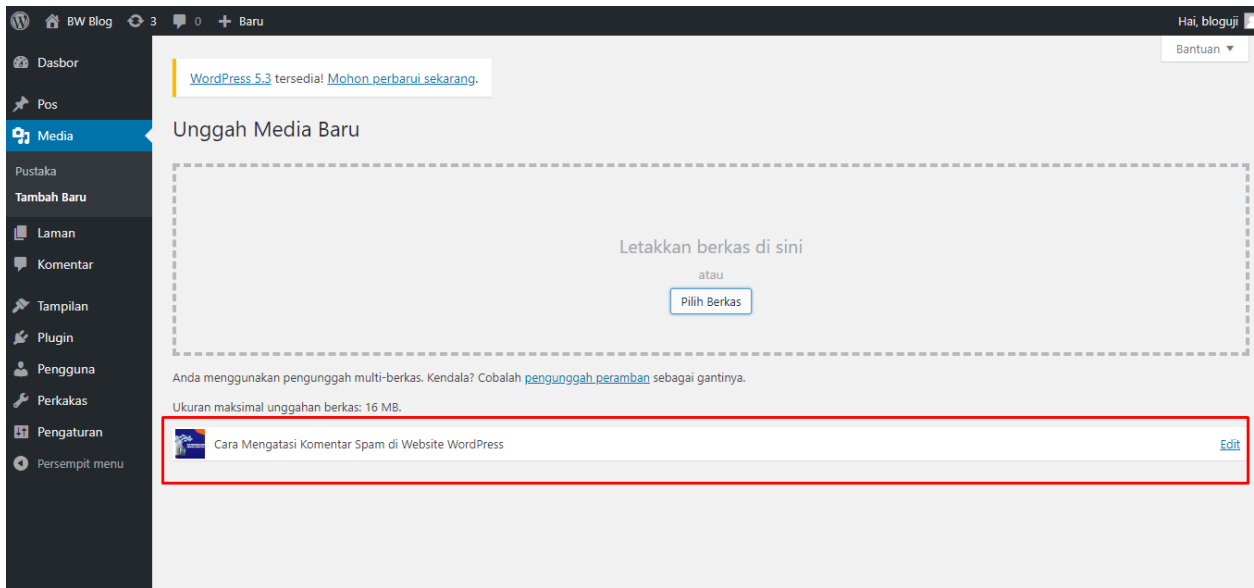 BW Blog 3 0 + Baru Hai, bloguji
Bantuan ▼
Dasbor
Pos
Media
Pustaka
Tambah Baru
Laman
Komentar
Tampilan
Plugin
Pengguna
Perkakas
Pengaturan
Persempit menu
WordPress 5.3 tersedia! Mohon perbarui sekarang.
Unggah Media Baru
Letakkan berkas di sini
atau
Pilih Berkas
Anda menggunakan pengunggah multi-berkas. Kendala? Cobalah pengunggah peramban sebagai gantinya.
Ukuran maksimal unggahan berkas: 16 MB.
Cara Mengatasi Komentar Spam di Website WordPress Edit